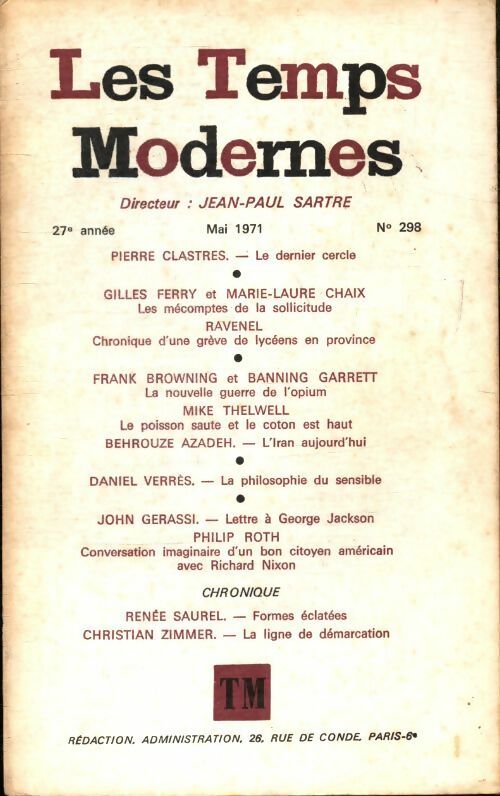 Les Temps
Modernes
Directeur : JEAN-PAUL SARTRE
27e année Mai 1971 No 298
PIERRE CLASTRES. — Le dernier cercle
●
GILLES FERRY et MARIE-LAURE CHAIX
Les mécomptes de la sollicitude
RAVENEL
Chronique d'une grève de lycéens en province
●
FRANK BROWNING et BANNING GARRETT
La nouvelle guerre de l'opium
MIKE THELWELL
Le poisson saute et le coton est haut
BEHROUZE AZADEH. — L'Iran aujourd'hui
●
DANIEL VERRÈS. — La philosophie du sensible
●
JOHN GERASSI. — Lettre à George Jackson
PHILIP ROTH
Conversation imaginaire d'un bon citoyen américain
avec Richard Nixon
CHRONIQUE
RENÉE SAUREL. — Formes éclatées
CHRISTIAN ZIMMER. — La ligne de démarcation
TM
RÉDACTION, ADMINISTRATION, 26, RUE DE CONDE, PARIS-6e